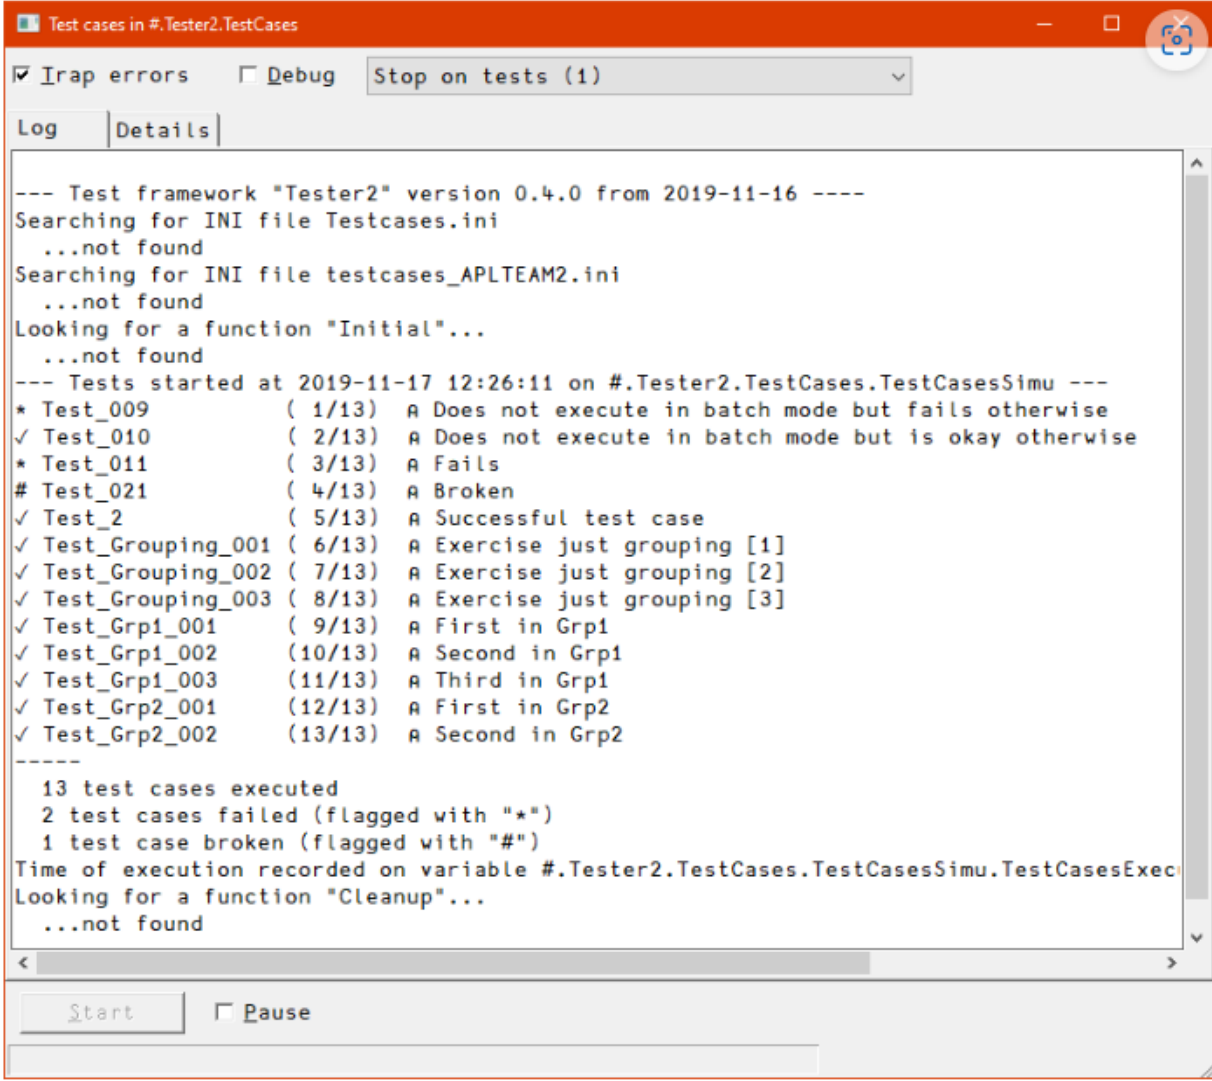 Test cases in #.Tester2.TestCases
Trap errors Debug Stop on tests (1)
Log Details
--- Test framework "Tester2" version 0.4.0 from 2019-11-16 ----
Searching for INI file Testcases.ini
...not found
Searching for INI file testcases_APLTEAM2.ini
...not found
Looking for a function "Initial"...
...not found
--- Tests started at 2019-11-17 12:26:11 on #.Tester2.TestCases.TestCasesSimu ---
* Test_009 ( 1/13) ⍝ Does not execute in batch mode but fails otherwise
✓ Test_010 ( 2/13) ⍝ Does not execute in batch mode but is okay otherwise
* Test_011 ( 3/13) ⍝ Fails
# Test_021 ( 4/13) ⍝ Broken
✓ Test_2 ( 5/13) ⍝ Successful test case
✓ Test_Grouping_001 ( 6/13) ⍝ Exercise just grouping [1]
✓ Test_Grouping_002 ( 7/13) ⍝ Exercise just grouping [2]
✓ Test_Grouping_003 ( 8/13) ⍝ Exercise just grouping [3]
✓ Test_Grp1_001 ( 9/13) ⍝ First in Grp1
✓ Test_Grp1_002 (10/13) ⍝ Second in Grp1
✓ Test_Grp1_003 (11/13) ⍝ Third in Grp1
✓ Test_Grp2_001 (12/13) ⍝ First in Grp2
✓ Test_Grp2_002 (13/13) ⍝ Second in Grp2
-----
13 test cases executed
2 test cases failed (flagged with "*")
1 test case broken (flagged with "#")
Time of execution recorded on variable #.Tester2.TestCases.TestCasesSimu.TestCasesExec
Looking for a function "Cleanup"...
...not found
Start Pause